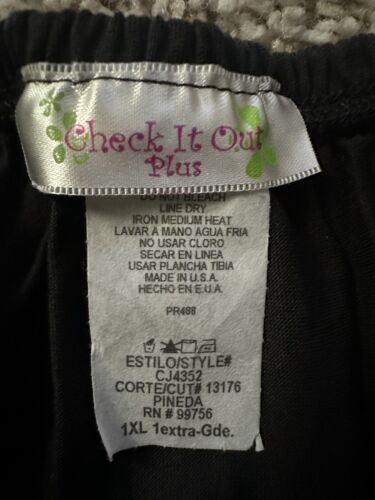 Check It Out
Plus
DO NOT BLEACH
LINE DRY
IRON MEDIUM HEAT
LAVAR A MANO AGUA FRIA
NO USAR CLORO
SECAR EN LINEA
USAR PLANCHA TIBIA
MADE IN U.S.A.
HECHO EN E.U.A.
PR488
ESTILO/STYLE#
CJ4352
CORTE/CUT# 13176
PINEDA
RN # 99756
1XL 1extra-Gde.